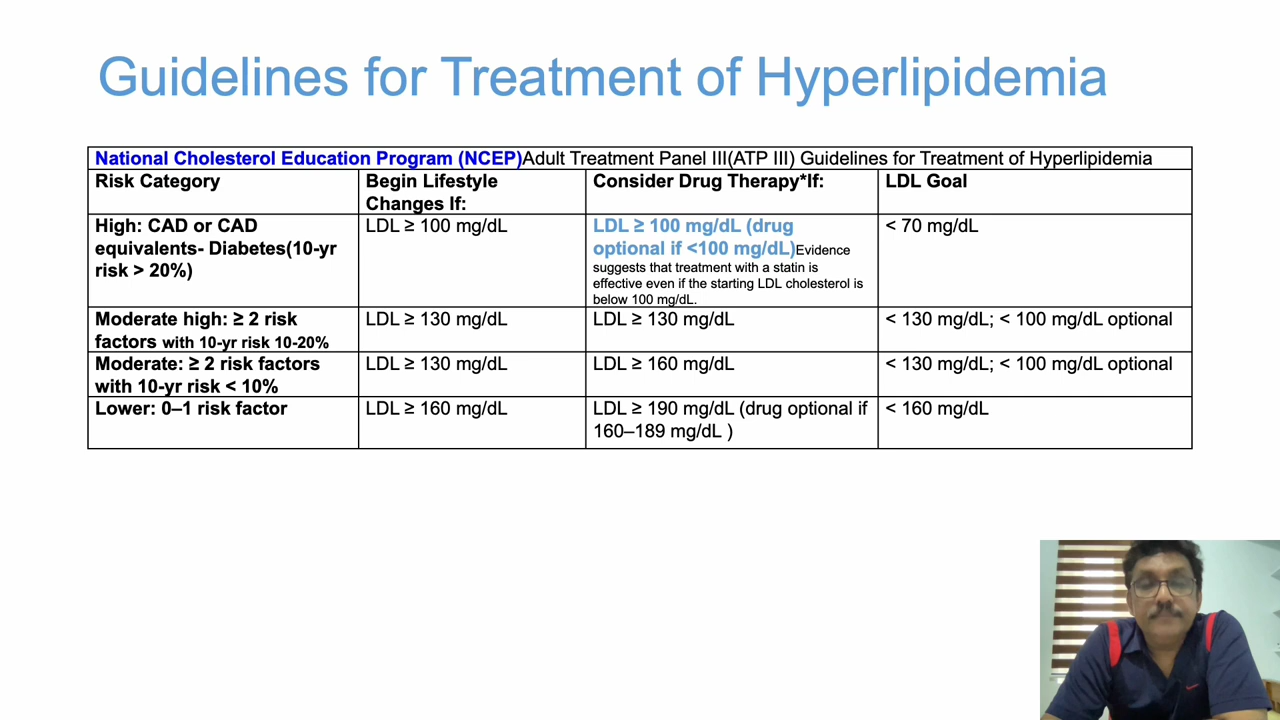 Guidelines for Treatment of Hyperlipidemia
National Cholesterol Education Program (NCEP)Adult Treatment Panel III(ATP III) Guidelines for Treatment of Hyperlipidemia
Risk Category
Begin Lifestyle
Changes If:
Consider Drug Therapy*If:
LDL Goal
High: CAD or CAD
equivalents- Diabetes(10-yr
risk > 20%)
LDL ≥ 100 mg/dL
LDL ≥ 100 mg/dL (drug
optional if <100 mg/dL)Evidence
suggests that treatment with a statin is
effective even if the starting LDL cholesterol is
below 100 mg/dL.
< 70 mg/dL
Moderate high: ≥ 2 risk
factors with 10-yr risk 10-20%
LDL ≥ 130 mg/dL
LDL ≥ 130 mg/dL
< 130 mg/dL; < 100 mg/dL optional
Moderate: ≥ 2 risk factors
with 10-yr risk < 10%
LDL ≥ 130 mg/dL
LDL ≥ 160 mg/dL
< 130 mg/dL; < 100 mg/dL optional
Lower: 0–1 risk factor
LDL ≥ 160 mg/dL
LDL ≥ 190 mg/dL (drug optional if
160–189 mg/dL )
< 160 mg/dL